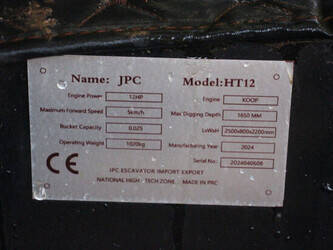 Name: JPC Model:HT12
Engine Power 12HP Engine KOOP
Maximum Forward Speed 5km/h Max Digging Depth 1650 MM
Bucket Capacity 0.025 LxWxH 2500x800x2200mm
Operating Weight 1020kg Manufacturing Year 2024
CE Serial No. 2024040608
JPC EXCAVATOR IMPORT EXPORT
NATIONAL HIGH-TECH ZONE, MADE IN PRC